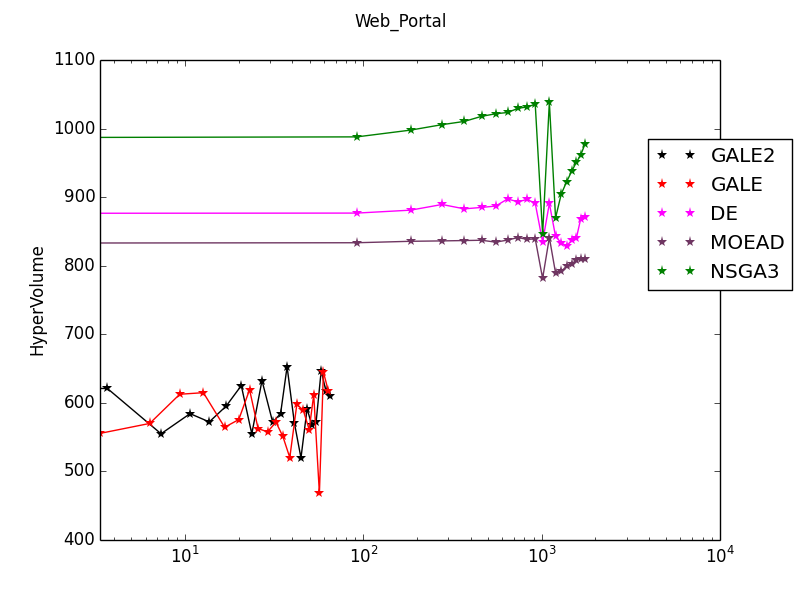 Web_Portal
HyperVolume
1100
1000
900
800
700
600
500
400
10^1
10^2
10^3
10^4
GALE2
GALE
DE
MOEAD
NSGA3